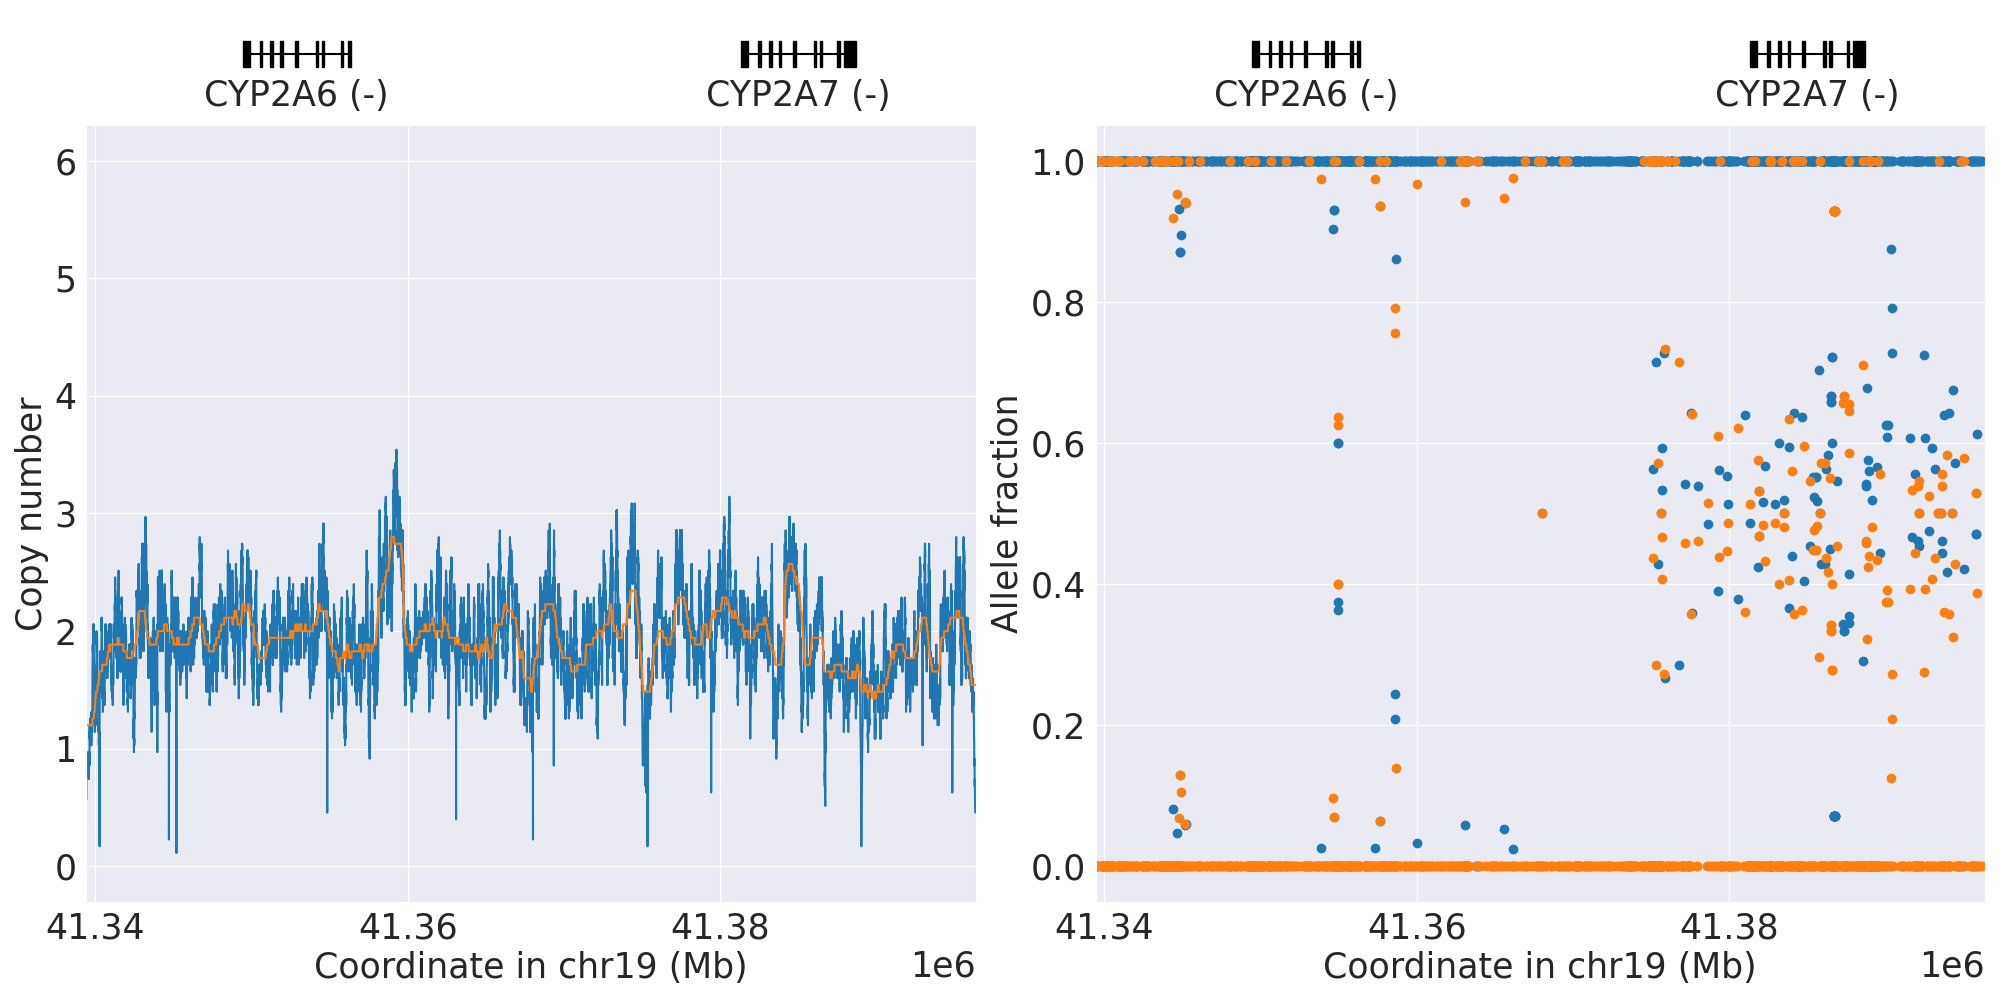 CYP2A6 (-)
CYP2A7 (-)
Copy number
6
5
4
3
2
1
0
41.34
41.36
41.38
Coordinate in chr19 (Mb)
1e6
CYP2A6 (-)
CYP2A7 (-)
Allele fraction
1.0
0.8
0.6
0.4
0.2
0.0
41.34
41.36
41.38
Coordinate in chr19 (Mb)
1e6